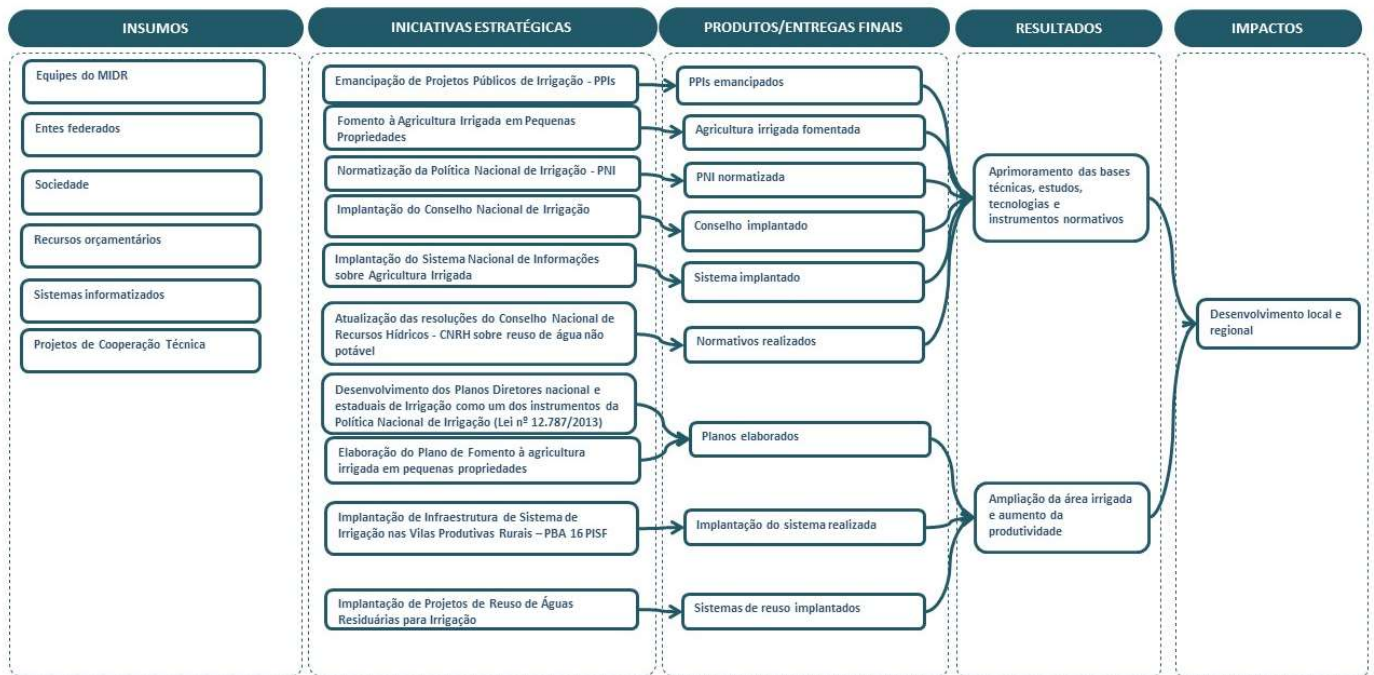 INSUMOS
Equipes do MIDR
Entes federados
Sociedade
Recursos orçamentários
Sistemas informatizados
Projetos de Cooperação Técnica
INICIATIVAS ESTRATÉGICAS
Emancipação de Projetos Públicos de Irrigação - PPIs
Fomento à Agricultura Irrigada em Pequenas
Propriedades
Normatização da Política Nacional de Irrigação - PNI
Implantação do Conselho Nacional de Irrigação
Implantação do Sistema Nacional de Informações
sobre Agricultura Irrigada
Atualização das resoluções do Conselho Nacional de
Recursos Hídricos - CNRH sobre reuso de água não
potável
Desenvolvimento dos Planos Diretores nacional e
estaduais de Irrigação como um dos instrumentos da
Política Nacional de Irrigação (Lei nº 12.787/2013)
Elaboração do Plano de Fomento à agricultura
irrigada em pequenas propriedades
Implantação de Infraestrutura de Sistema de
Irrigação nas Vilas Produtivas Rurais – PBA 16 PISF
Implantação de Projetos de Reuso de Águas
Residuárias para Irrigação
PRODUTOS/ENTREGAS FINAIS
PPIs emancipados
Agricultura irrigada fomentada
PNI normatizada
Conselho implantado
Sistema implantado
Normativos realizados
Planos elaborados
Implantação do sistema realizada
Sistemas de reuso implantados
RESULTADOS
Aprimoramento das bases
técnicas, estudos,
tecnologias e
instrumentos normativos
Ampliação da área irrigada
e aumento da
produtividade
IMPACTOS
Desenvolvimento local e
regional